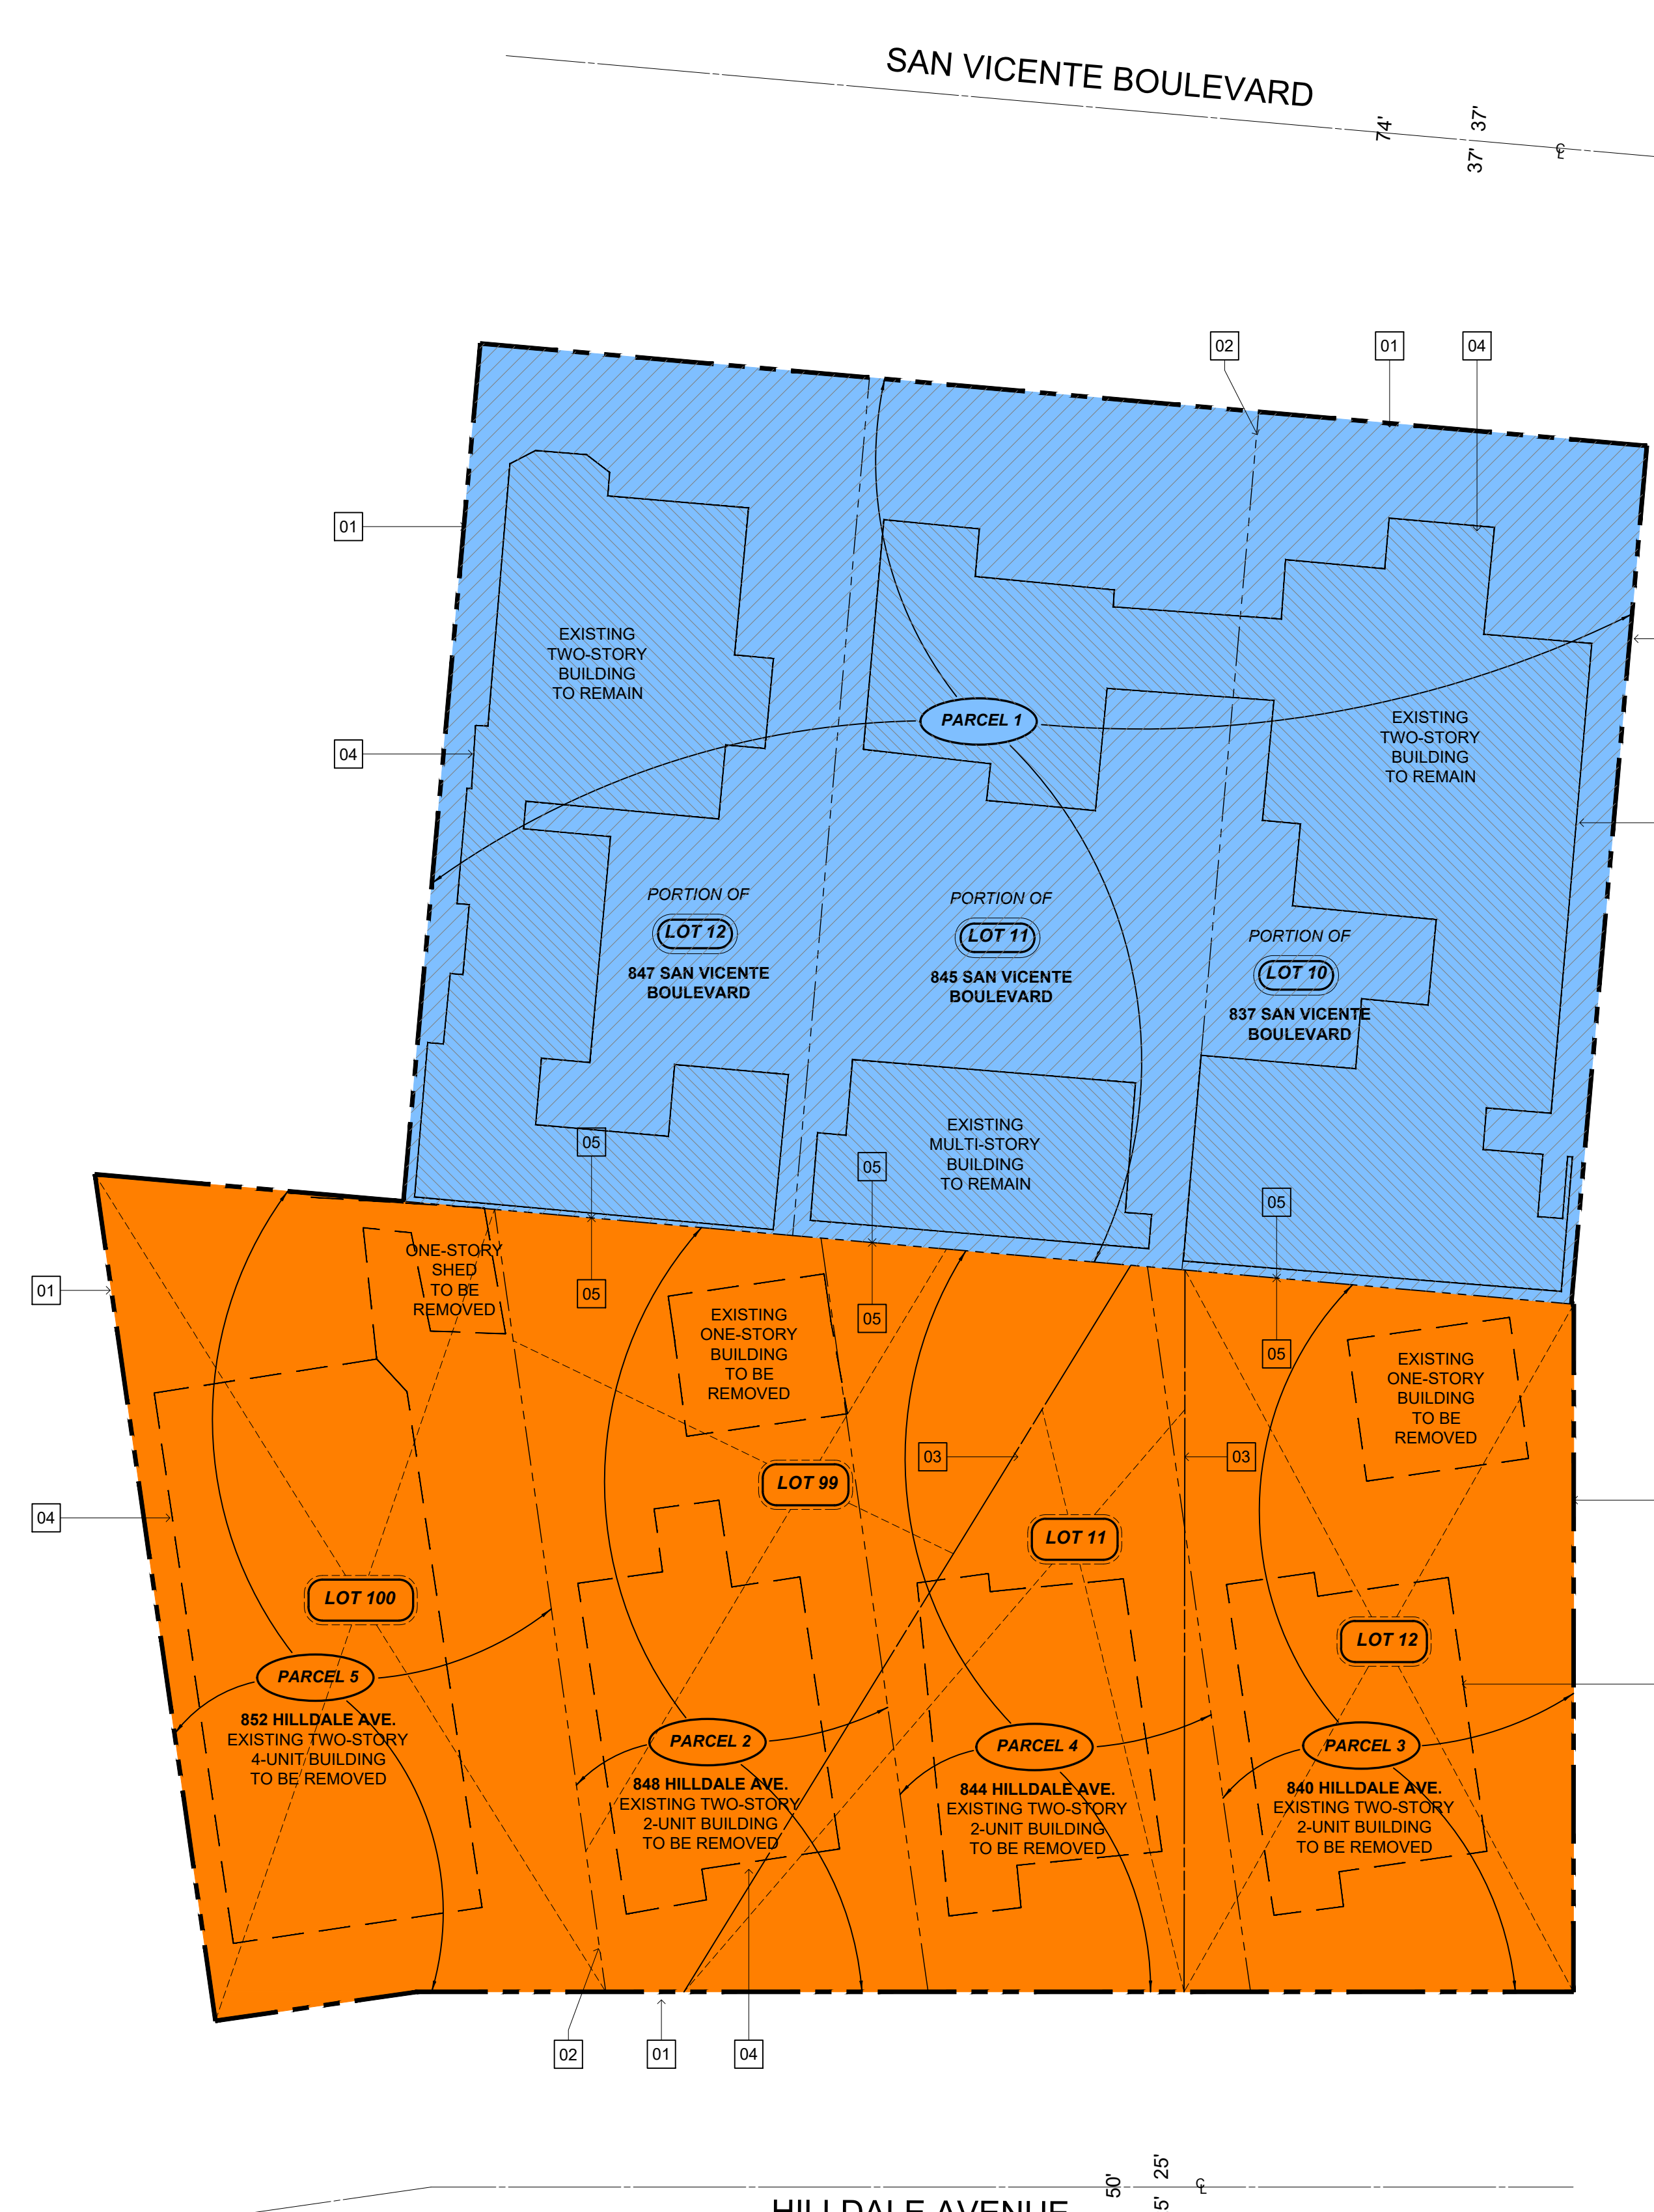 SAN VICENTE BOULEVARD
74'
37'
37'
02
01
04
01
EXISTING
TWO-STORY
BUILDING
TO REMAIN
PARCEL 1
EXISTING
TWO-STORY
BUILDING
TO REMAIN
04
PORTION OF
LOT 12
847 SAN VICENTE
BOULEVARD
PORTION OF
LOT 11
845 SAN VICENTE
BOULEVARD
PORTION OF
LOT 10
837 SAN VICENTE
BOULEVARD
EXISTING
MULTI-STORY
BUILDING
TO REMAIN
05
05
05
01
ONE-STORY
SHED
TO BE
REMOVED
05
05
05
EXISTING
ONE-STORY
BUILDING
TO BE
REMOVED
EXISTING
ONE-STORY
BUILDING
TO BE
REMOVED
03
03
LOT 99
04
LOT 11
LOT 100
LOT 12
PARCEL 5
852 HILLDALE AVE.
EXISTING TWO-STORY
4-UNIT BUILDING
TO BE REMOVED
PARCEL 2
848 HILLDALE AVE.
EXISTING TWO-STORY
2-UNIT BUILDING
TO BE REMOVED
PARCEL 4
844 HILLDALE AVE.
EXISTING TWO-STORY
2-UNIT BUILDING
TO BE REMOVED
PARCEL 3
840 HILLDALE AVE.
EXISTING TWO-STORY
2-UNIT BUILDING
TO BE REMOVED
02
01
04
50'
25'
5'
HILLDALE AVENUE